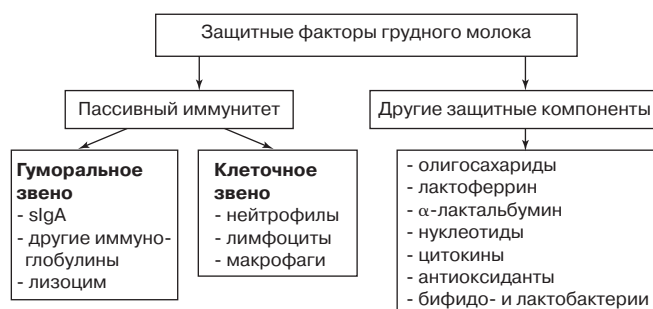 Защитные факторы грудного молока
Пассивный иммунитет
Другие защитные компоненты
Гуморальное
звено
- sIgA
- другие иммуно-
глобулины
- лизоцим
Клеточное
звено
- нейтрофилы
- лимфоциты
- макрофаги
- олигосахариды
- лактоферрин
- α-лактальбумин
- нуклеотиды
- цитокины
- антиоксиданты
- бифидо- и лактобактерии